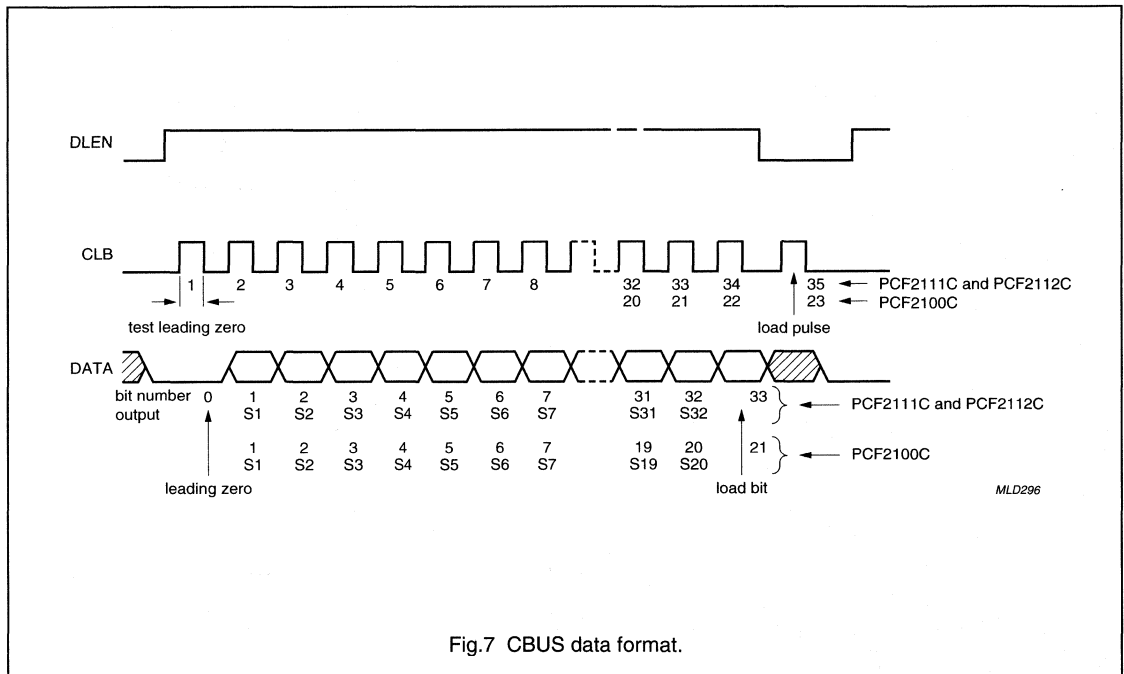 DLEN
CLB
1 2 3 4 5 6 7 8 32 33 34 35 PCF2111C and PCF2112C
20 21 22 23 PCF2100C
test leading zero load pulse
DATA
bit number 0 1 2 3 4 5 6 7 31 32 33
output S1 S2 S3 S4 S5 S6 S7 S31 S32 PCF2111C and PCF2112C
1 2 3 4 5 6 7 19 20 21 PCF2100C
S1 S2 S3 S4 S5 S6 S7 S19 S20
leading zero load bit MLD296
Fig.7 CBUS data format.